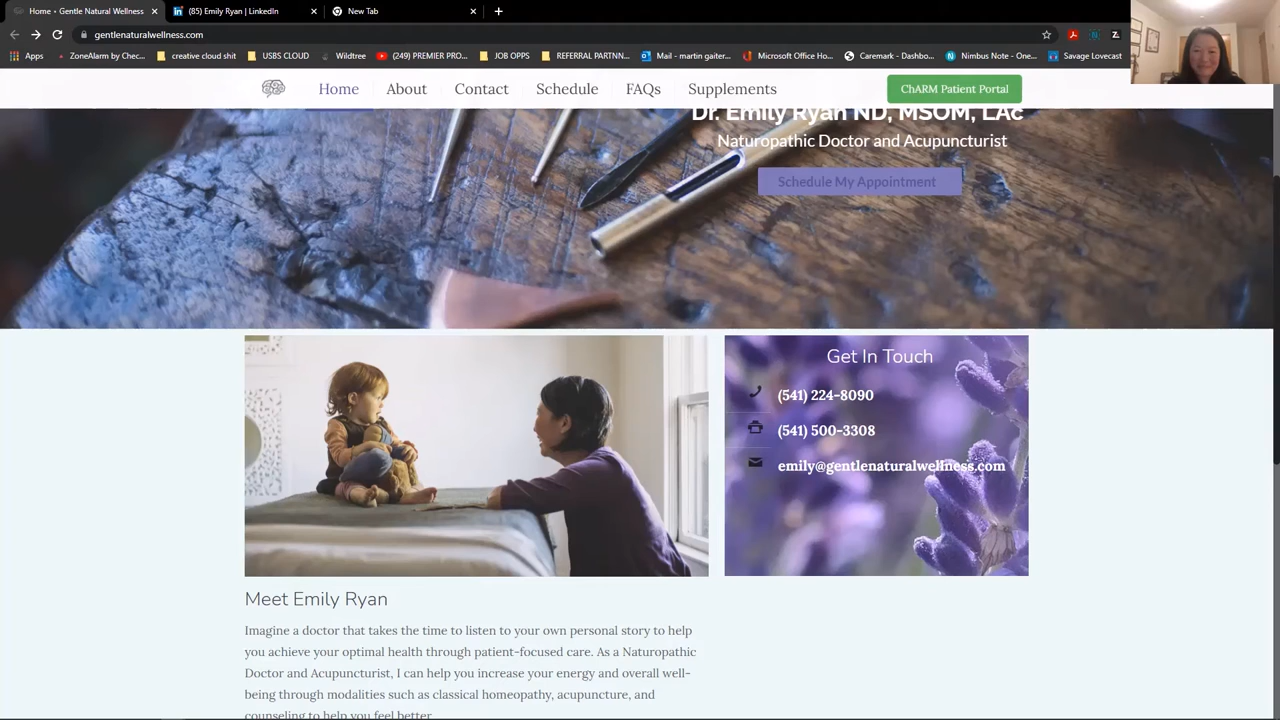 Home • Gentle Natural Wellness
(85) Emily Ryan | LinkedIn
New Tab
gentlenaturalwellness.com
Apps
ZoneAlarm by Chec...
creative cloud shit
USBS CLOUD
Wildtree
(249) PREMIER PRO...
JOB OPPS
REFERRAL PARTNN...
Mail - martin gaiter...
Microsoft Office Ho...
Caremark - Dashbo...
Nimbus Note - One...
Savage Lovecast
Home
About
Contact
Schedule
FAQs
Supplements
ChARM Patient Portal
Dr. Emily Ryan ND, MSOM, LAc
Naturopathic Doctor and Acupuncturist
Schedule My Appointment
Get In Touch
(541) 224-8090
(541) 500-3308
emily@gentlenaturalwellness.com
Meet Emily Ryan
Imagine a doctor that takes the time to listen to your own personal story to help
you achieve your optimal health through patient-focused care. As a Naturopathic
Doctor and Acupuncturist, I can help you increase your energy and overall well-
being through modalities such as classical homeopathy, acupuncture, and
counseling to help you feel better